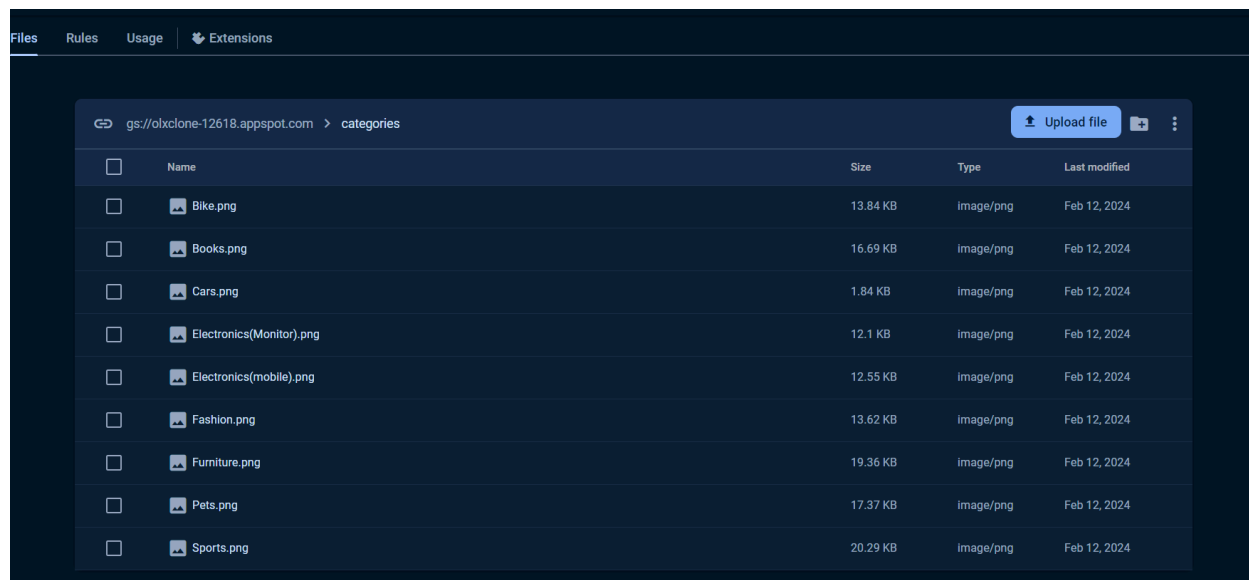 Files Rules Usage Extensions
gs://olxclone-12618.appspot.com > categories Upload file
Name Size Type Last modified
Bike.png 13.84 KB image/png Feb 12, 2024
Books.png 16.69 KB image/png Feb 12, 2024
Cars.png 1.84 KB image/png Feb 12, 2024
Electronics(Monitor).png 12.1 KB image/png Feb 12, 2024
Electronics(mobile).png 12.55 KB image/png Feb 12, 2024
Fashion.png 13.62 KB image/png Feb 12, 2024
Furniture.png 19.36 KB image/png Feb 12, 2024
Pets.png 17.37 KB image/png Feb 12, 2024
Sports.png 20.29 KB image/png Feb 12, 2024